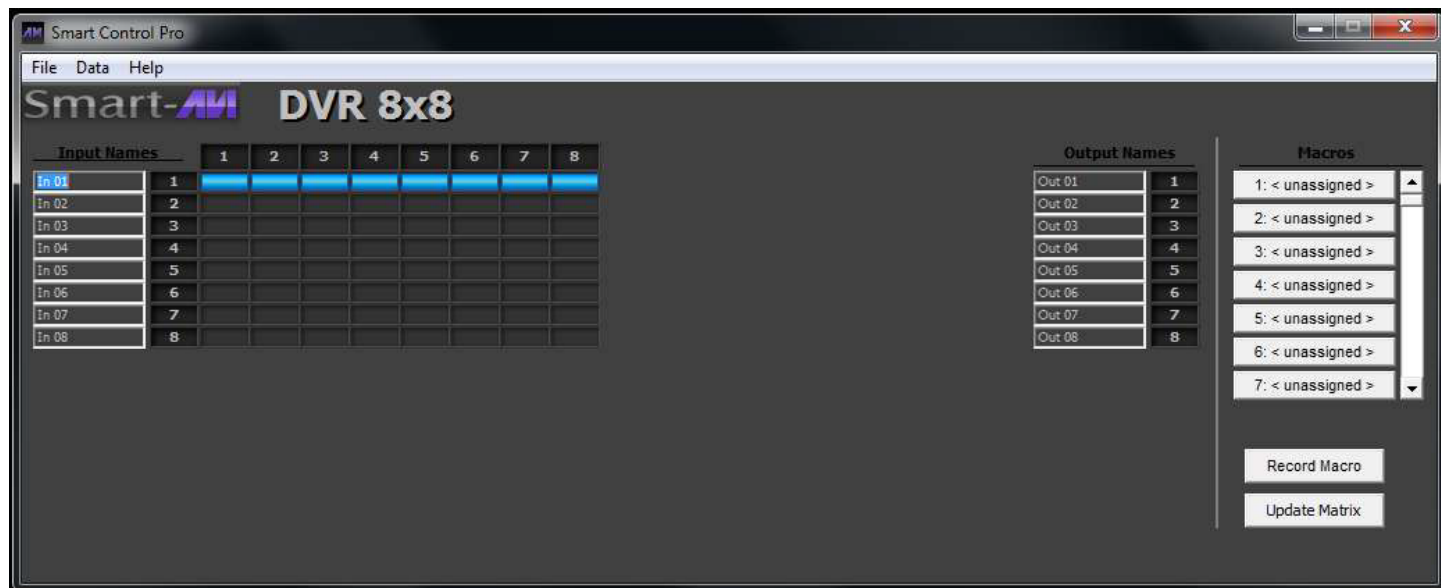 Smart Control Pro
File Data Help
Smart-AVI DVR 8x8
Input Names 1 2 3 4 5 6 7 8 Output Names Macros
In 01 1 Out 01 1 1: < unassigned >
In 02 2 Out 02 2 2: < unassigned >
In 03 3 Out 03 3 3: < unassigned >
In 04 4 Out 04 4 4: < unassigned >
In 05 5 Out 05 5 5: < unassigned >
In 06 6 Out 06 6 6: < unassigned >
In 07 7 Out 07 7 7: < unassigned >
In 08 8 Out 08 8
Record Macro
Update Matrix